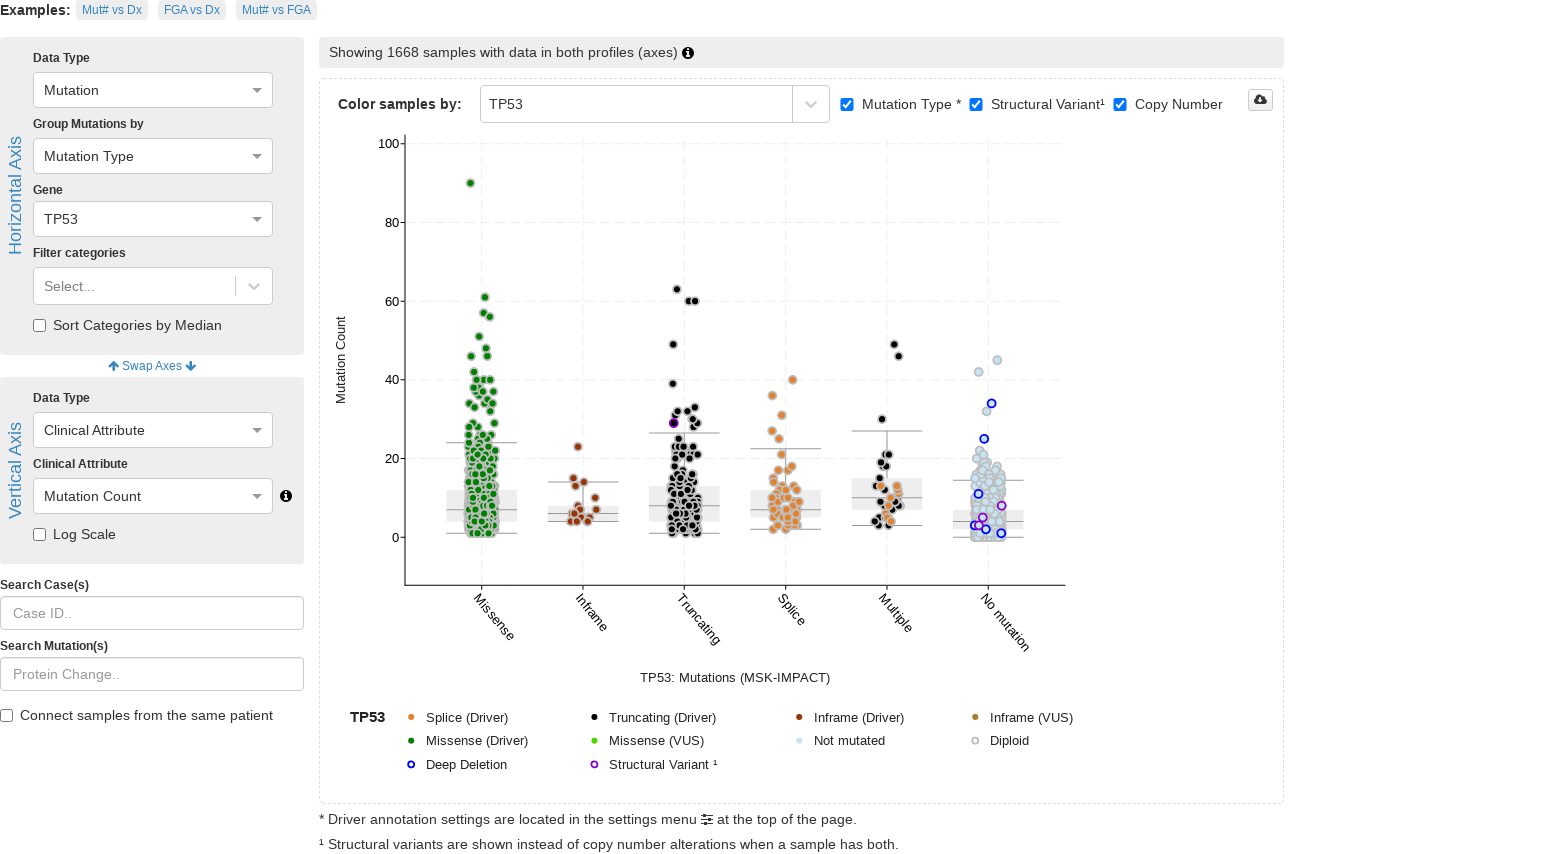 Examples: Mut# vs Dx FGA vs Dx Mut# vs FGA
Horizontal Axis
Data Type
Mutation
Group Mutations by
Mutation Type
Gene
TP53
Filter categories
Select...
Sort Categories by Median
Swap Axes
Vertical Axis
Data Type
Clinical Attribute
Clinical Attribute
Mutation Count
Log Scale
Search Case(s)
Case ID..
Search Mutation(s)
Protein Change..
Connect samples from the same patient
Showing 1668 samples with data in both profiles (axes)
Color samples by: TP53 Mutation Type * Structural Variant¹ Copy Number
Mutation Count
100
80
60
40
20
0
Missense Inframe Truncating Splice Multiple No mutation
TP53: Mutations (MSK-IMPACT)
TP53 Splice (Driver) Truncating (Driver) Inframe (Driver) Inframe (VUS)
Missense (Driver) Missense (VUS) Not mutated Diploid
Deep Deletion Structural Variant ¹
* Driver annotation settings are located in the settings menu at the top of the page.
¹ Structural variants are shown instead of copy number alterations when a sample has both.